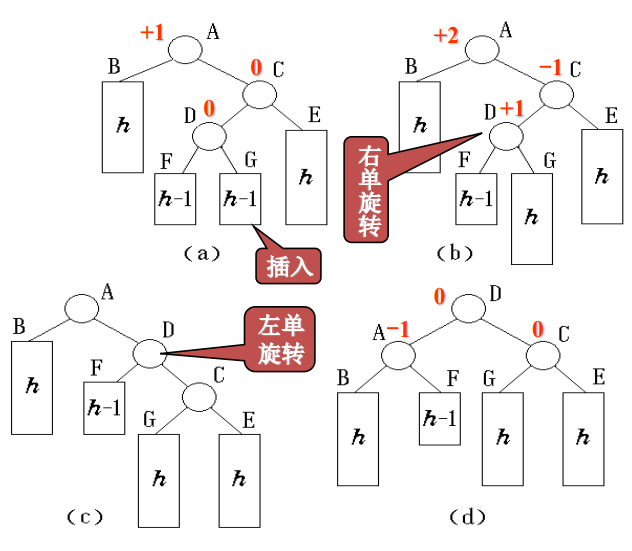 +1 A
B 0 C
D 0 E
h
F G
h-1 h-1 h
插入
(a)
+2 A
B -1 C
D +1 E
h
右单旋转
F G
h-1 h h
(b)
A
B D
左单
旋转
F C
h h-1
G E
h h
(c)
0 D
A -1 0 C
B F G E
h h-1 h h
(d)